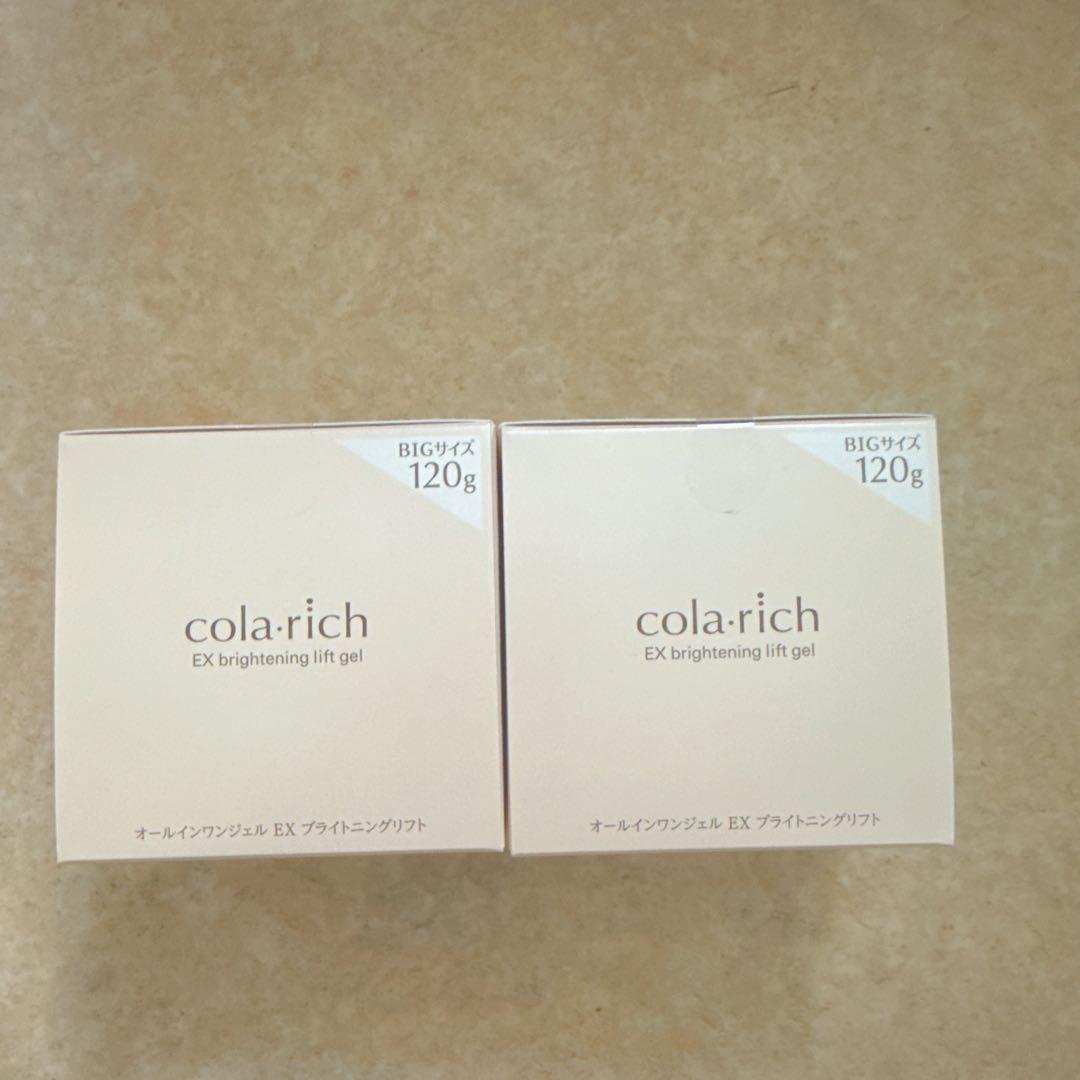 BIGサイズ
120g
cola·rich
EX brightening lift gel
オールインワンジェル EX ブライトニングリフト
BIGサイズ
120g
cola·rich
EX brightening lift gel
オールインワンジェル EX ブライトニングリフト